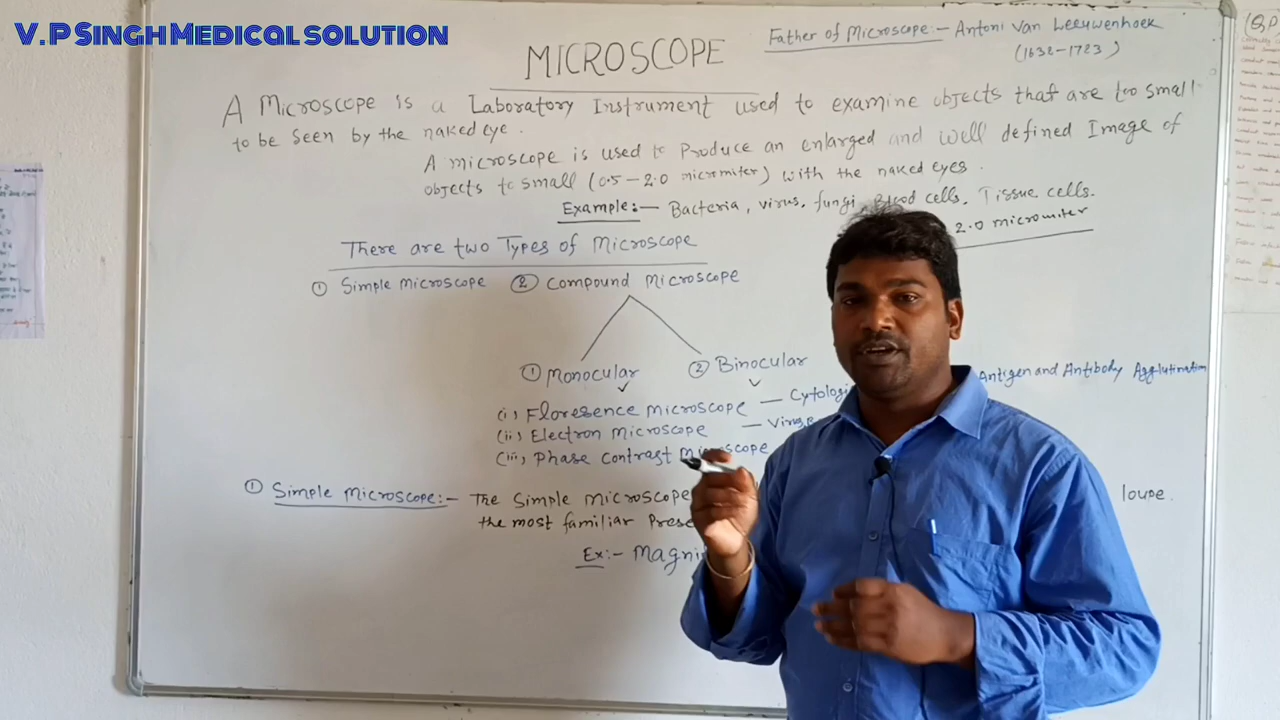 V.P SINGH MEDICAL SOLUTION
Father of Microscope:- Antoni van Leeuwenhoek
(1632-1723)
MICROSCOPE
A Microscope is a Laboratory Instrument used to examine objects that are too small
to be seen by the naked eye.
A microscope is used to Produce an enlarged and well defined Image of
objects to small (0.5-2.0 micromiter) with the naked eyes.
Example:- Bacteria, virus, fungi, Blood cells, Tissue cells.
2.0 micromiter
There are two Types of Microscope
① Simple Microscope ② Compound Microscope
① Monocular ② Binocular
(i) Floresence Microscope — Antigen and Antibody Agglutination
(ii) Electron Microscope —
(iii) Phase Contrast Microscope
① Simple Microscope:- The Simple Microscope loupe.
the most familiar
Ex:-